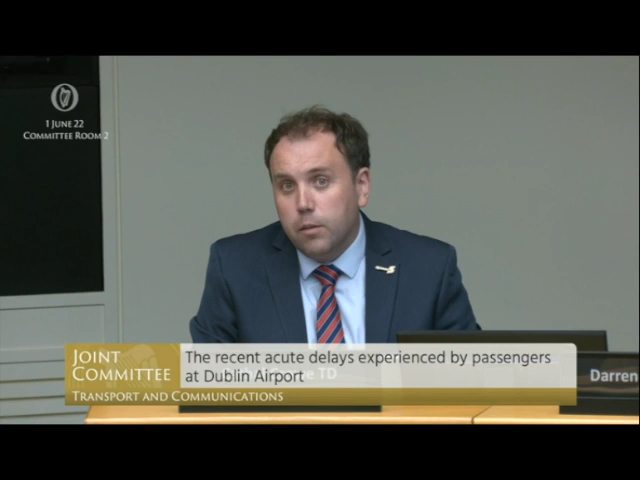 1 JUNE 22
COMMITTEE ROOM 2
JOINT
COMMITTEE
The recent acute delays experienced by passengers
at Dublin Airport
TD
Darren
TRANSPORT AND COMMUNICATIONS